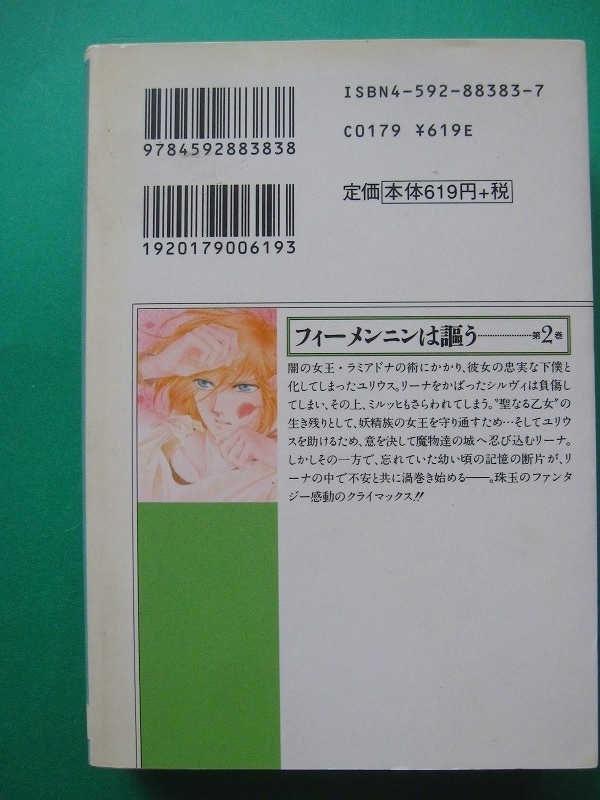 ISBN4-592-88383-7
9784592883838
C0179 ¥619E
定価 本体619円+税
1920179006193
フィーメンニンは謳う 第2巻
闇の女王・ラミアドナの術にかかり、彼女の忠実な下僕と
化してしまったユリウス。リーナをかばったシルヴィは負傷し
てしまい、その上、ミルッヒもさらわれてしまう。"聖なる乙女"の
生き残りとして、妖精族の女王を守り通すため…そしてユリウ
スを助けるため、意を決して魔物達の城へ忍び込むリーナ。
しかしその一方で、忘れていた幼い頃の記憶の断片が、リ
ーナの中で不安と共に渦巻き始める――。珠玉のファンタ
ジー感動のクライマックス!!